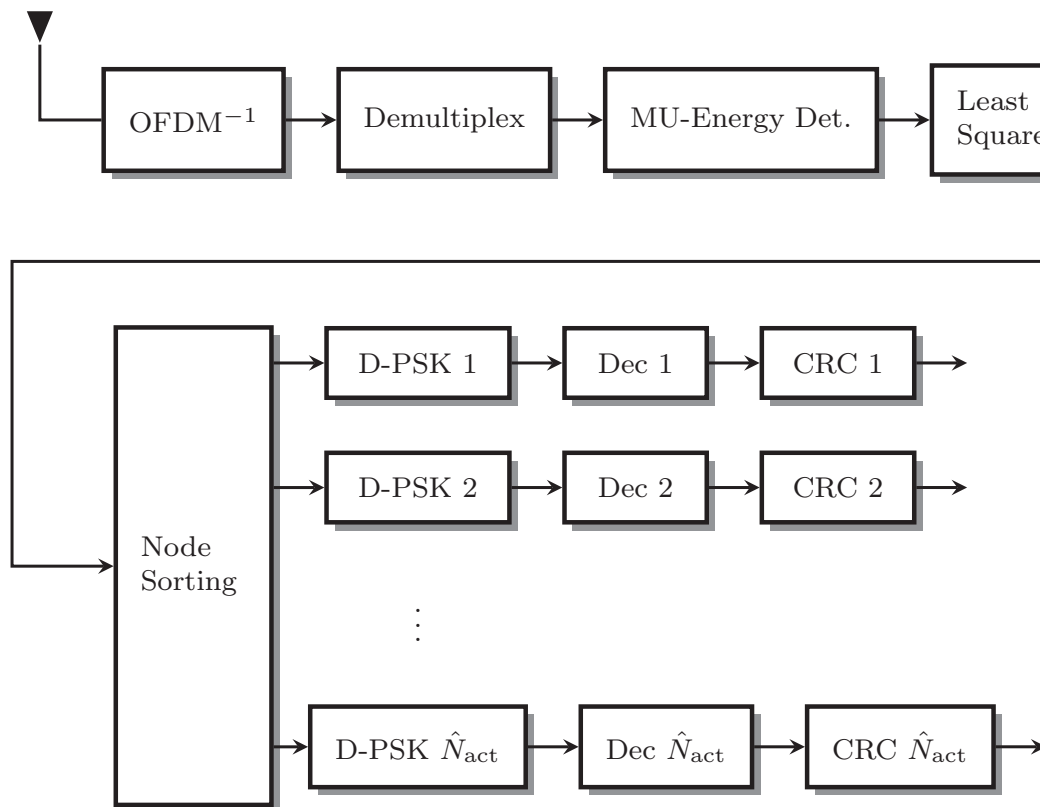 OFDM⁻¹
Demultiplex
MU-Energy Det.
Least
Square
D-PSK 1
Dec 1
CRC 1
D-PSK 2
Dec 2
CRC 2
Node
Sorting
⋮
D-PSK N̂act
Dec N̂act
CRC N̂act